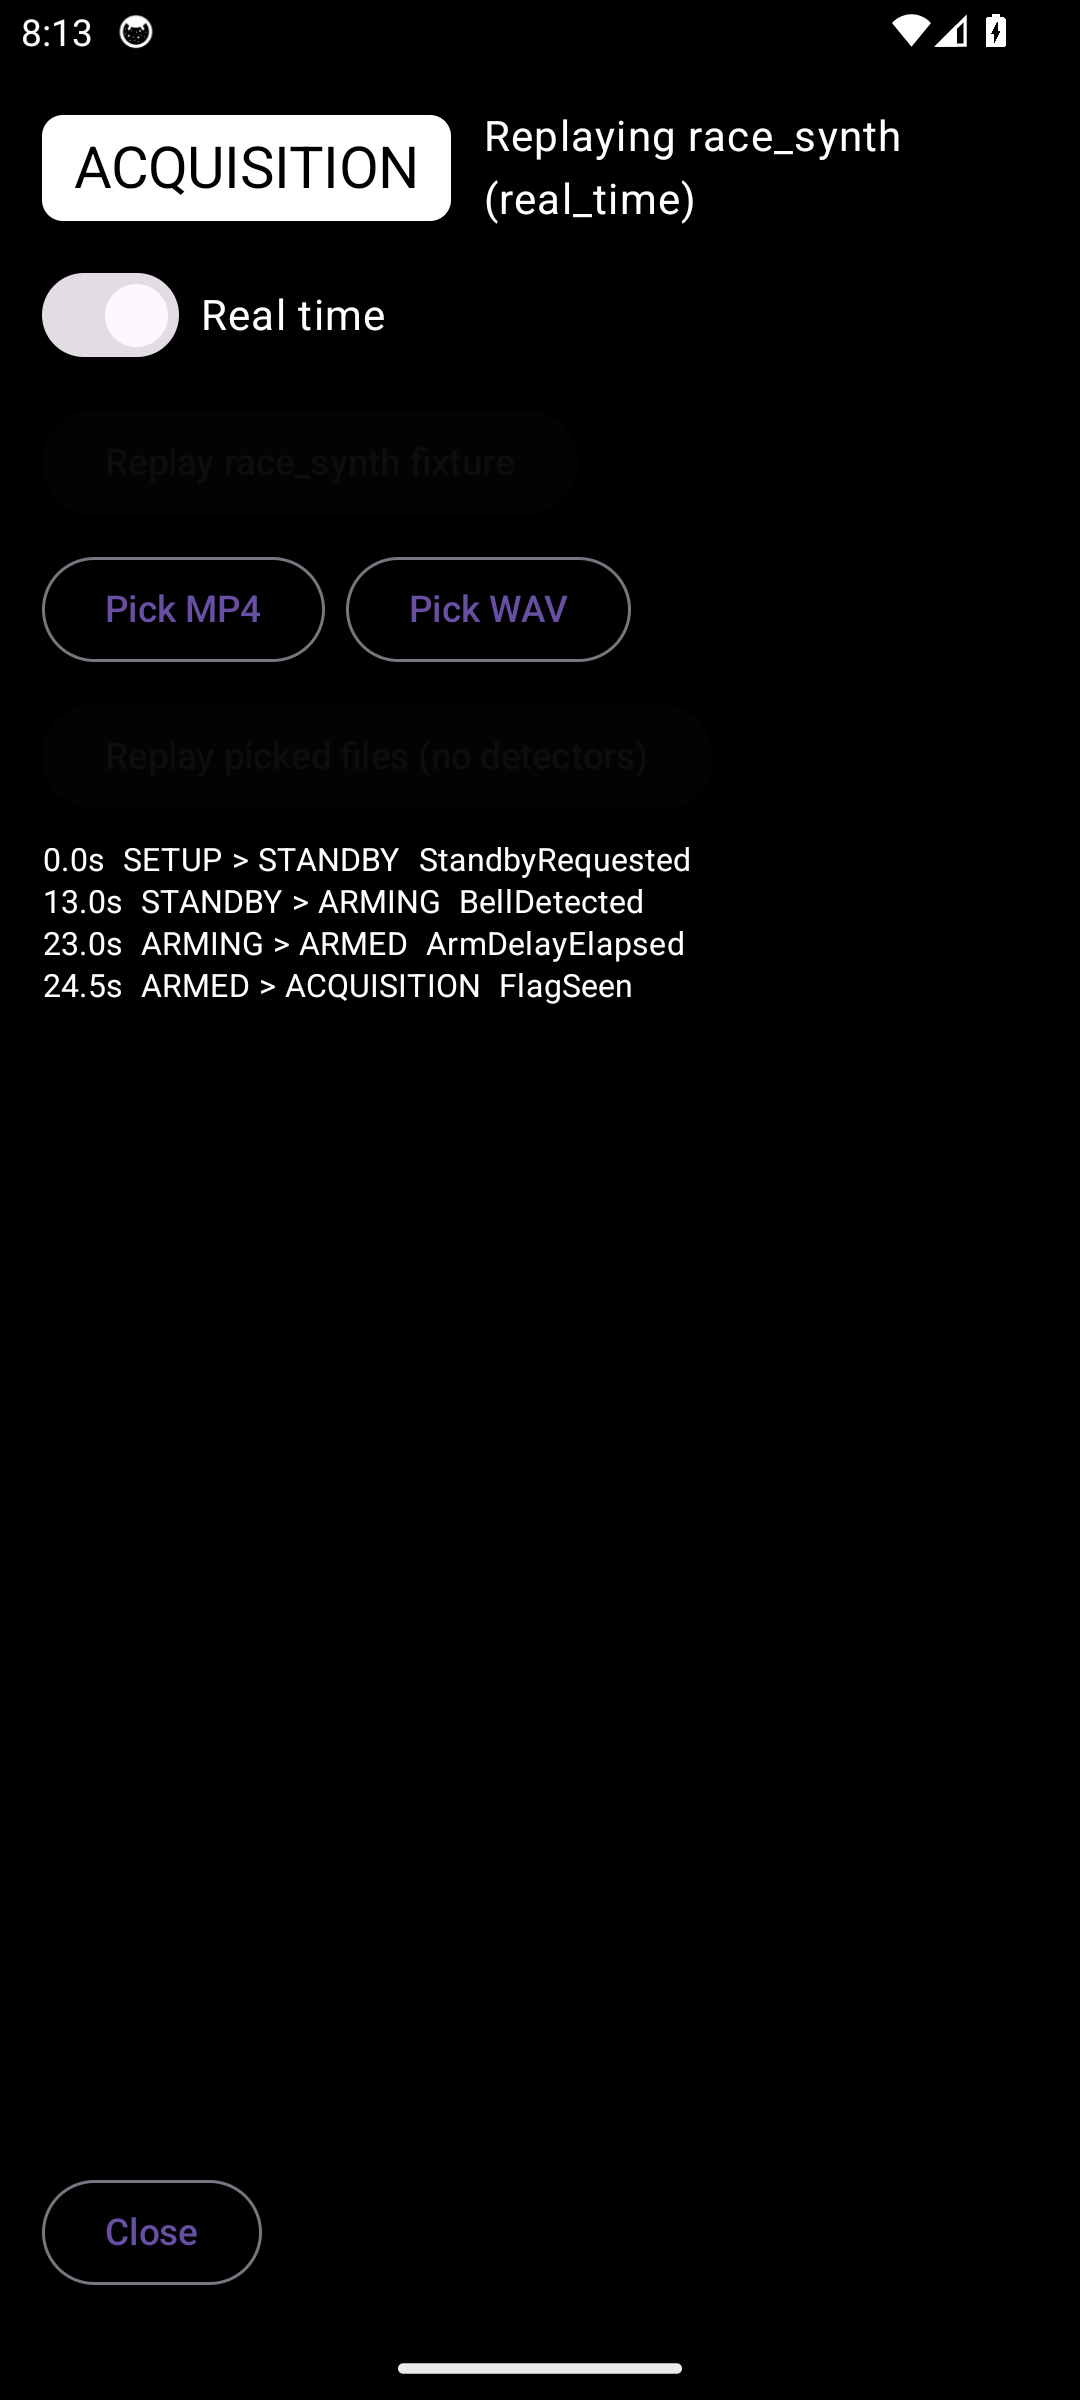 8:13
ACQUISITION
Replaying race_synth
(real_time)
Real time
Replay race_synth fixture
Pick MP4
Pick WAV
Replay picked files (no detectors)
0.0s  SETUP > STANDBY  StandbyRequested
13.0s  STANDBY > ARMING  BellDetected
23.0s  ARMING > ARMED  ArmDelayElapsed
24.5s  ARMED > ACQUISITION  FlagSeen
Close